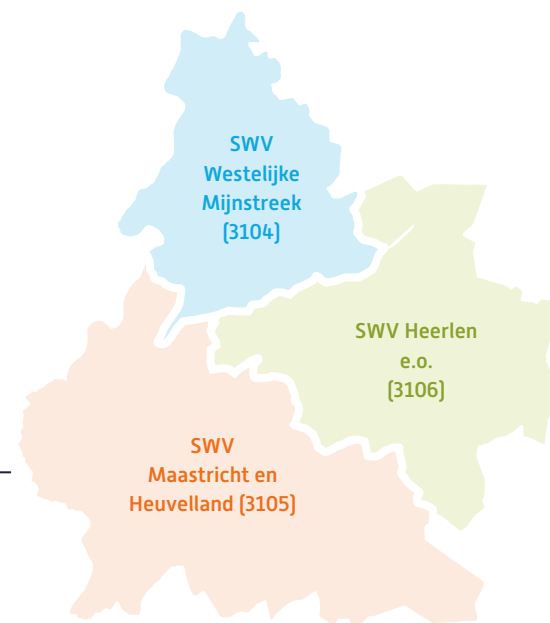 SWV
Westelijke
Mijnstreek
(3104)
SWV Heerlen
e.o.
(3106)
SWV
Maastricht en
Heuvelland (3105)